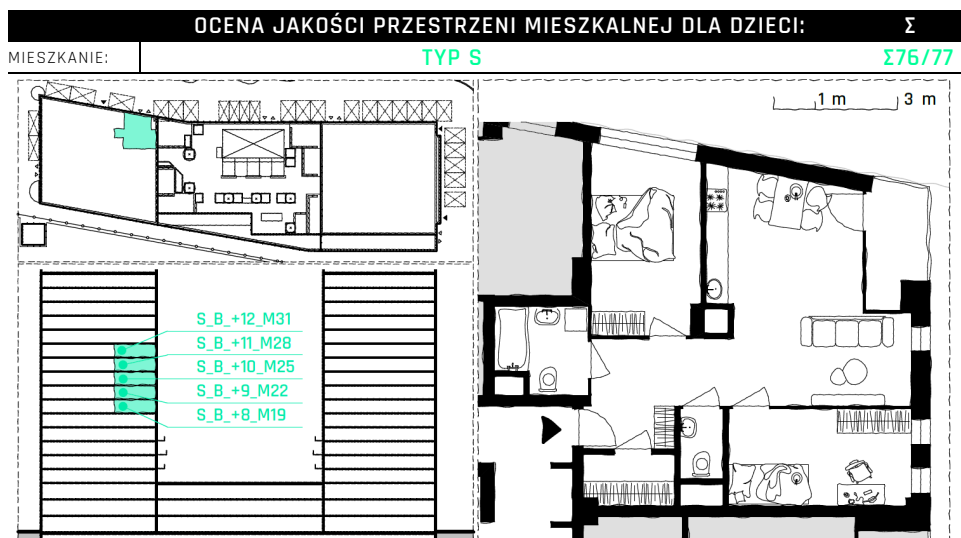 OCENA JAKOŚCI PRZESTRZENI MIESZKALNEJ DLA DZIECI: Σ
MIESZKANIE: TYP S Σ76/77
1 m 3 m
S_B_+12_M31
S_B_+11_M28
S_B_+10_M25
S_B_+9_M22
S_B_+8_M19